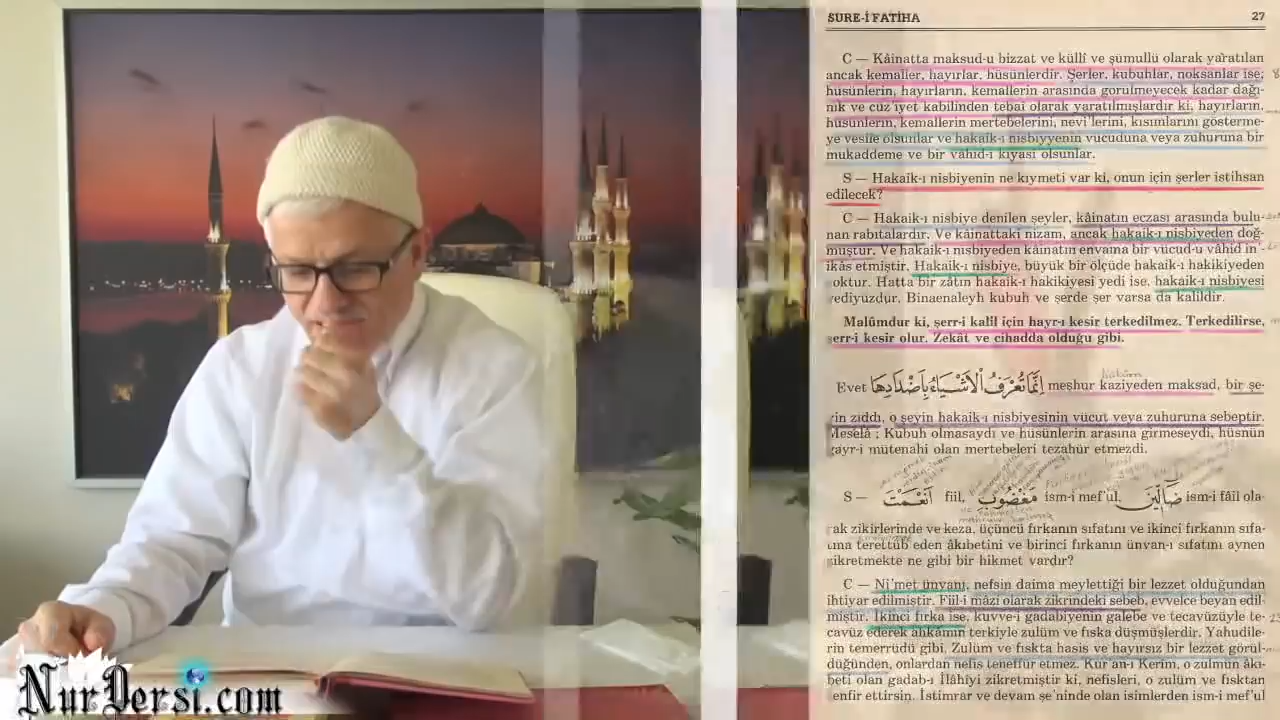 SURE-İ FATİHA 27
C — Kâinatta maksud-u bizzat ve küllî ve şümullü olarak yaratılan
ancak kemaller, hayırlar, hüsünlerdir. Şerler, kubuhlar, noksanlar ise;
hüsünlerin, hayırların, kemallerin arasında görülmeyecek kadar dağı-
nık ve cüz'iyet kabilinden tebaî olarak yaratılmışlardır ki, hayırların,
hüsünlerin, kemallerin mertebelerini, nevi'lerini, kısımlarını gösterme-
ye vesile olsunlar ve hakaik-ı nisbiyyenin vücuduna veya zuhuruna bir
mukaddeme ve bir vâhid-i kıyasî olsunlar.
S — Hakaik-ı nisbiyenin ne kıymeti var ki, onun için şerler istihsan
edilecek?
C — Hakaik-ı nisbiye denilen şeyler, kâinatın eczası arasında bulu-
nan rabıtalardır. Ve kâinattaki nizam, ancak hakaik-ı nisbiyeden doğ-
muştur. Ve hakaik-ı nisbiyeden kâinatın envaına bir vücud-u vâhid in'-
ikâs etmiştir. Hakaik-ı nisbiye, büyük bir ölçüde hakaik-ı hakikiyeden
oktur. Hatta bir zâtın hakaik-ı hakikiyesi yedi ise, hakaik-ı nisbiyesi
yediyüzdür. Binaenaleyh kubuh ve şerde şer varsa da kalildir.
Malûmdur ki, şerr-i kalil için hayr-ı kesir terkedilmez. Terkedilirse,
şerr-i kesir olur. Zekât ve cihadda olduğu gibi.
Evet اِنَّمَا تُعْرَفُ الْاَشْيَاءُ بِاَضْدَادِهَا meşhur kaziyeden maksad, bir şe-
yin zıddı, o şeyin hakaik-ı nisbiyesinin vücut veya zuhuruna sebeptir.
Meselâ ; Kubuh olmasaydı ve hüsünlerin arasına girmeseydi, hüsnün
gayr-i mütenahi olan mertebeleri tezahür etmezdi.
S — اَنْعَمْتَ fiil, مَغْضُوبِ ism-i mef'ul, ضَالِّينَ ism-i fâil ola-
rak zikirlerinde ve keza, üçüncü fırkanın sıfatını ve ikinci fırkanın sıfa-
tına terettüb eden âkıbetini ve birinci fırkanın ünvan-ı sıfatını aynen
zikretmekte ne gibi bir hikmet vardır?
C — Ni'met ünvanı, nefsin daima meylettiği bir lezzet olduğundan
ihtiyar edilmiştir. Fiil-i mâzi olarak zikrindeki sebeb, evvelce beyan edil-
miştir. İkinci fırka ise, kuvve-i gadabiyenin galebe ve tecavüzüyle te-
cavüz ederek ahkâmın terkiyle zulüm ve fıska düşmüşlerdir. Yahudile-
rin temerrüdü gibi. Zulüm ve fıskta hasis ve hayırsız bir lezzet görül-
düğünden, onlardan nefis teneffür etmez. Kur'an-ı Kerim, o zulmün âkı-
beti olan gadab-ı İlâhîyi zikretmiştir ki, nefisleri, o zulüm ve fısktan
enfir ettirsin. İstimrar ve devam şe'ninde olan isimlerden ism-i mef'ul
NurDersi.com